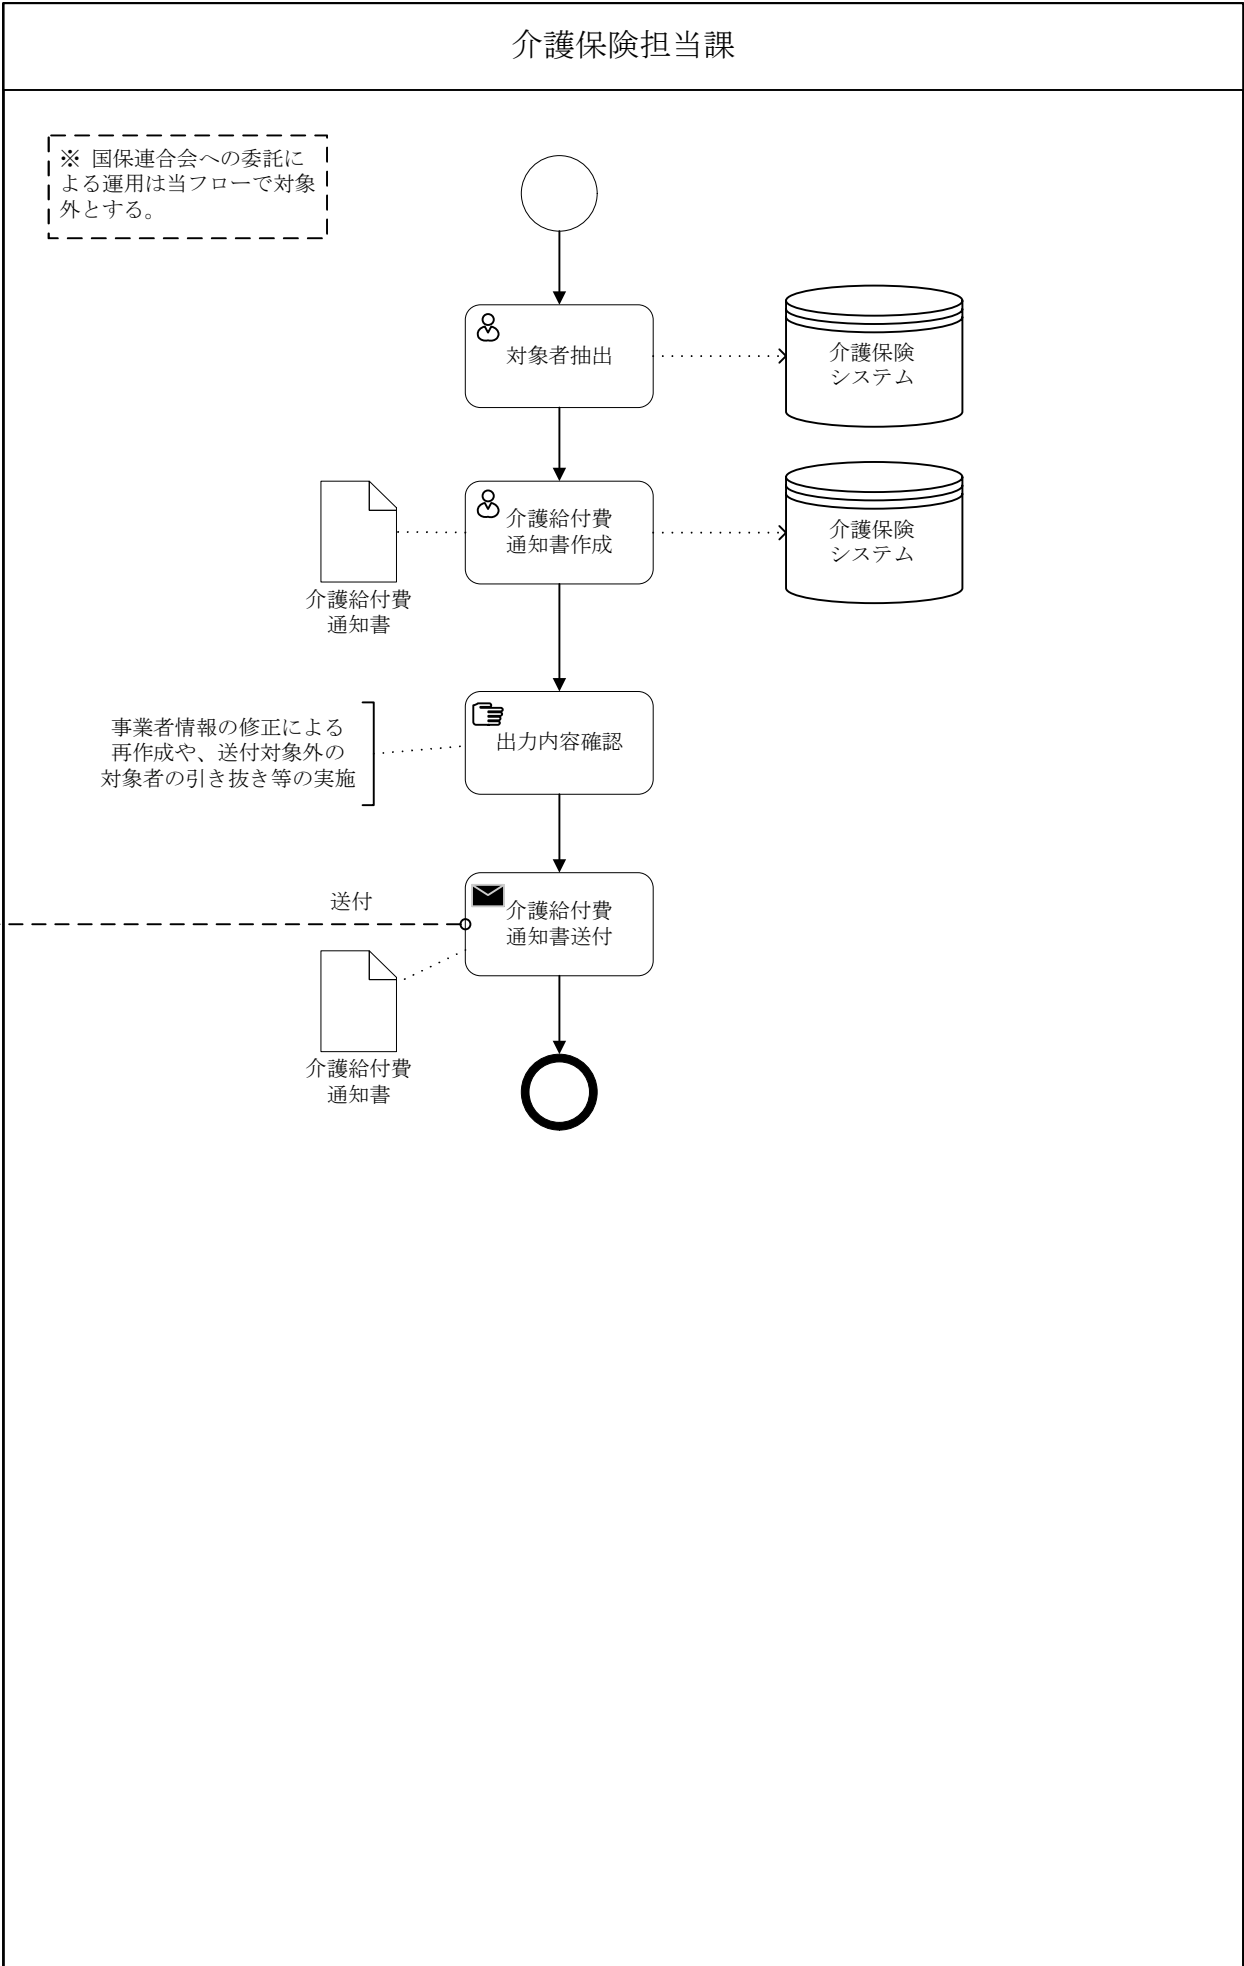 介護保険担当課
※ 国保連合会への委託に
よる運用は当フローで対象
外とする。
対象者抽出
介護保険
システム
介護給付費
通知書作成
介護保険
システム
介護給付費
通知書
事業者情報の修正による
再作成や、送付対象外の
対象者の引き抜き等の実施
出力内容確認
送付
介護給付費
通知書送付
介護給付費
通知書